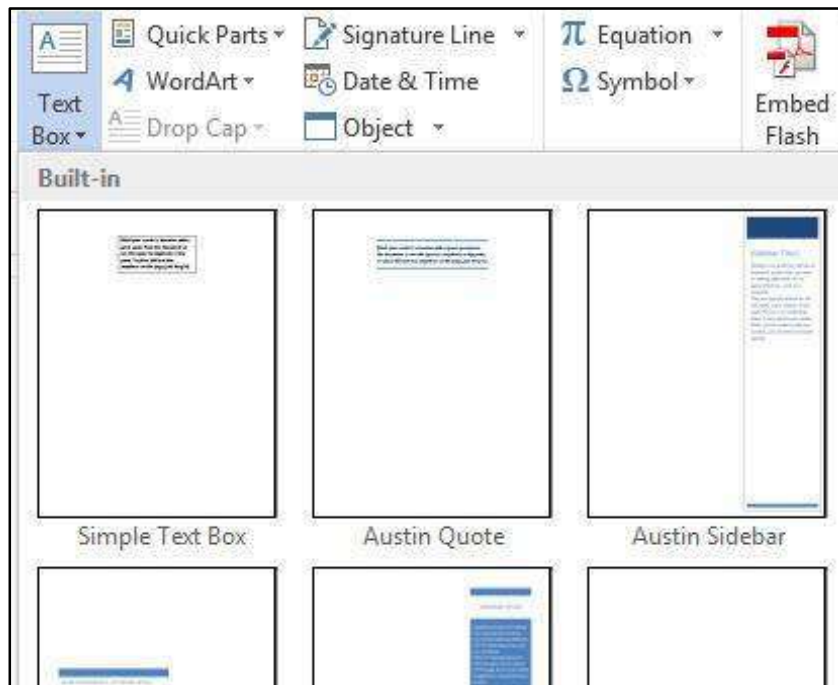 Text Box
Quick Parts
WordArt
Drop Cap
Signature Line
Date & Time
Object
π Equation
Ω Symbol
Embed Flash
Built-in
Simple Text Box
Austin Quote
Austin Sidebar